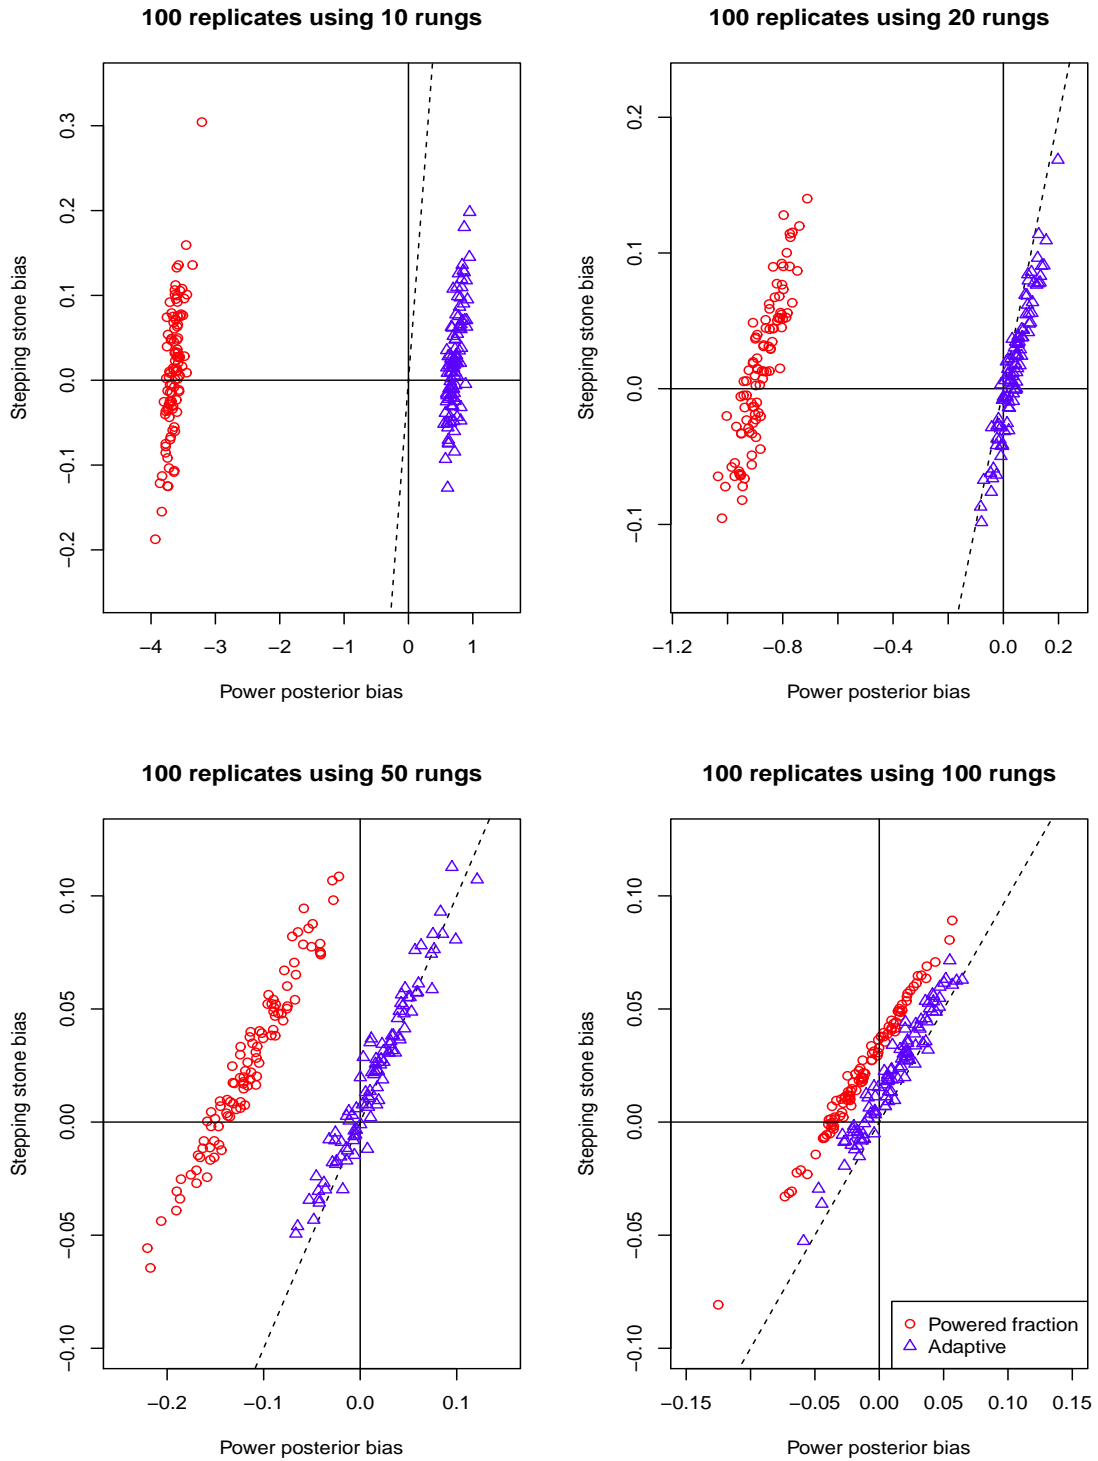 100 replicates using 10 rungs
Stepping stone bias
0.3
0.2
0.1
0.0
−0.1
−0.2
−4 −3 −2 −1 0 1
Power posterior bias
100 replicates using 20 rungs
Stepping stone bias
0.2
0.1
0.0
−0.1
−1.2 −0.8 −0.4 0.0 0.2
Power posterior bias
100 replicates using 50 rungs
Stepping stone bias
0.10
0.05
0.00
−0.05
−0.10
−0.2 −0.1 0.0 0.1
Power posterior bias
100 replicates using 100 rungs
Stepping stone bias
0.10
0.05
0.00
−0.05
−0.10
Powered fraction
Adaptive
−0.15 −0.05 0.00 0.05 0.10 0.15
Power posterior bias